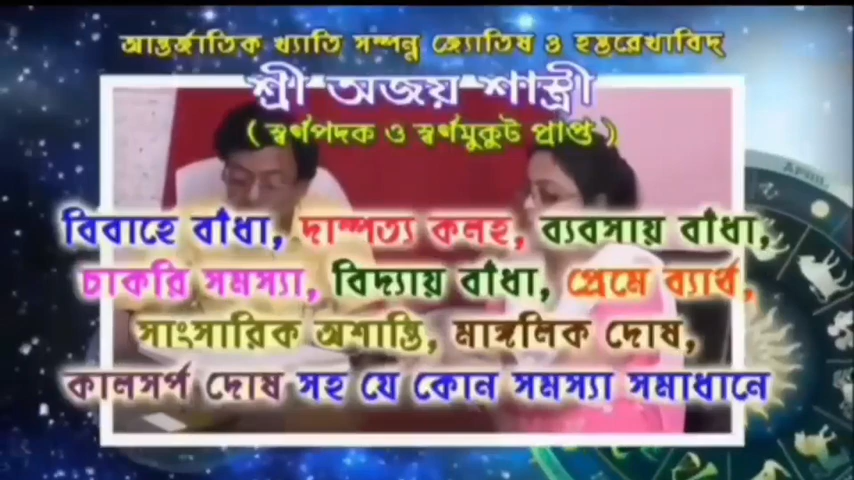 আন্তর্জাতিক খ্যাতি সম্পন্ন জ্যোতিষ ও হস্তরেখাবিদ্
শ্রী অজয় শাস্ত্রী
( স্বর্ণপদক ও স্বর্ণমুকুট প্রাপ্ত )
বিবাহে বাঁধা, দাম্পত্য কলহ, ব্যবসায় বাঁধা,
চাকরি সমস্যা, বিদ্যায় বাঁধা, প্রেমে ব্যার্থ,
সাংসারিক অশান্তি, মাঙ্গলিক দোষ,
কালসর্প দোষ সহ যে কোন সমস্যা সমাধানে
APRIL